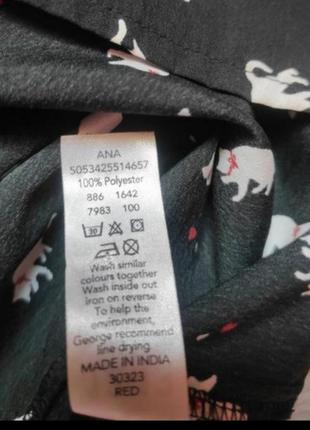 ANA
5053425514657
100% Polyester
886 1642
7983 100
30
Wash similar
colours together
Wash inside out
Iron on reverse
To help the
environment,
George recommend
line drying.
MADE IN INDIA
30323
RED